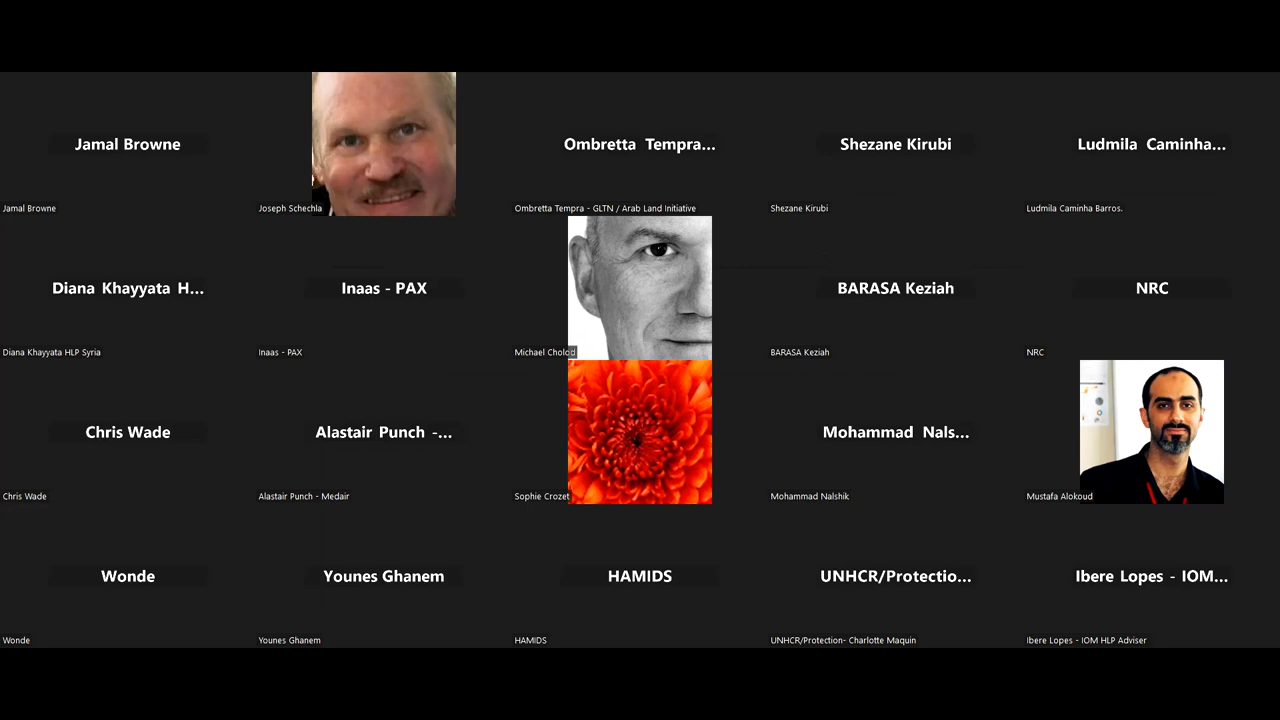 Jamal Browne
Jamal Browne
Joseph Schechla
Ombretta Tempra...
Ombretta Tempra - GLTN / Arab Land Initiative
Shezane Kirubi
Shezane Kirubi
Ludmila Caminha...
Ludmila Caminha Barros.
Diana Khayyata H...
Diana Khayyata HLP Syria
Inaas - PAX
Inaas - PAX
Michael Cholod
BARASA Keziah
BARASA Keziah
NRC
NRC
Chris Wade
Chris Wade
Alastair Punch -...
Alastair Punch - Medair
Sophie Crozet
Mohammad Nals...
Mohammad Nalshik
Mustafa Alokoud
Wonde
Wonde
Younes Ghanem
Younes Ghanem
HAMIDS
HAMIDS
UNHCR/Protectio...
UNHCR/Protection- Charlotte Maquin
Ibere Lopes - IOM...
Ibere Lopes - IOM HLP Adviser